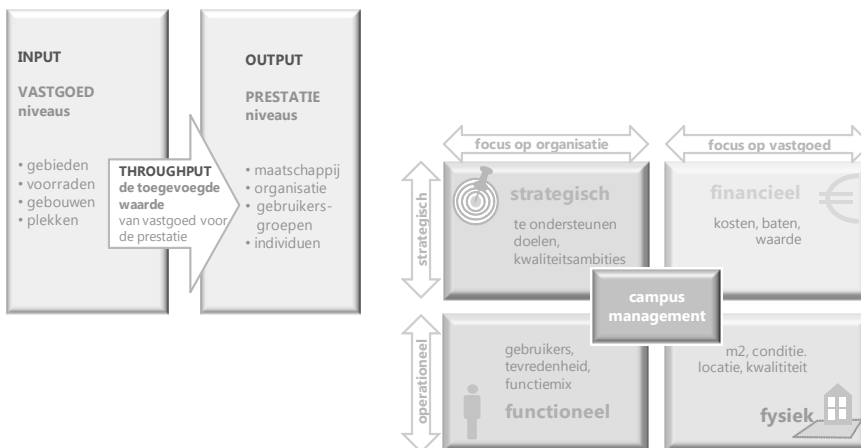 INPUT
VASTGOED
niveaus
• gebieden
• voorraden
• gebouwen
• plekken
THROUGHPUT
de toegevoegde
waarde
van vastgoed voor
de prestatie
OUTPUT
PRESTATIE
niveaus
• maatschappij
• organisatie
• gebruikers-
groepen
• individuen
focus op organisatie
focus op vastgoed
strategisch
strategisch
te ondersteunen
doelen,
kwaliteitsambities
financieel
kosten, baten,
waarde
campus
management
operationeel
gebruikers,
tevredenheid,
functiemix
functioneel
m2, conditie.
locatie, kwalititeit
fysiek